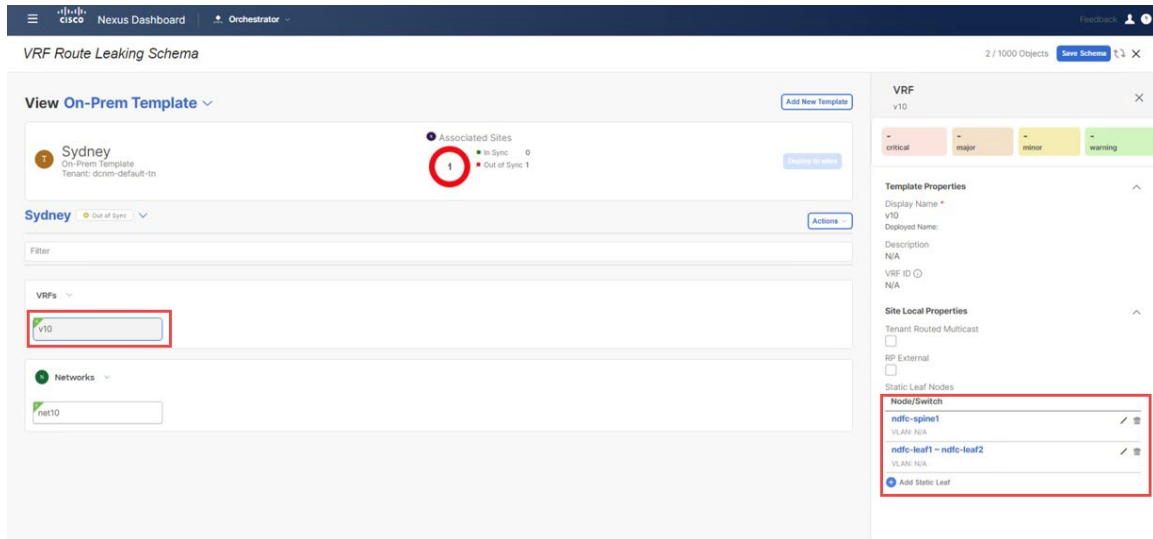 cisco Nexus Dashboard Orchestrator Feedback
VRF Route Leaking Schema
2 / 1000 Objects Save Schema
View On-Prem Template
Add New Template
T
Sydney
On-Prem Template
Tenant: dcnm-default-tn
Associated Sites
1
In Sync 0
Out of Sync 1
Deploy to sites
Sydney Out of Sync
Actions
Filter
VRFs
v10
Networks
net10
VRF
v10
-
critical
-
major
-
minor
-
warning
Template Properties
Display Name *
v10
Deployed Name:
Description
N/A
VRF ID
N/A
Site Local Properties
Tenant Routed Multicast
RP External
Static Leaf Nodes
Node/Switch
ndfc-spine1
VLAN: N/A
ndfc-leaf1 ~ ndfc-leaf2
VLAN: N/A
Add Static Leaf